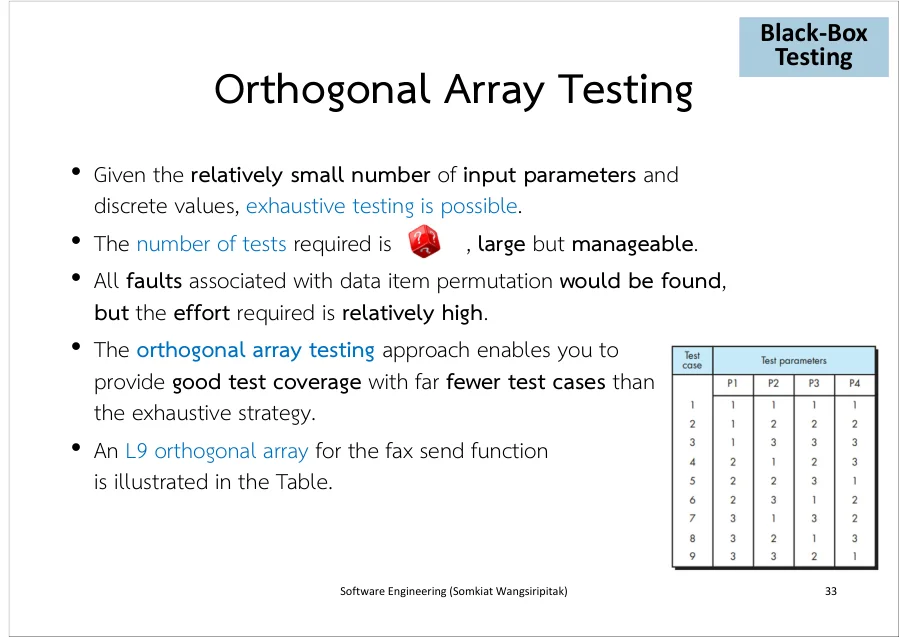 Black-Box
Testing
Orthogonal Array Testing
• Given the relatively small number of input parameters and
discrete values, exhaustive testing is possible.
• The number of tests required is , large but manageable.
• All faults associated with data item permutation would be found,
but the effort required is relatively high.
• The orthogonal array testing approach enables you to
provide good test coverage with far fewer test cases than
the exhaustive strategy.
• An L9 orthogonal array for the fax send function
is illustrated in the Table.
Test
case
Test parameters
P1 P2 P3 P4
1 1 1 1 1
2 1 2 2 2
3 1 3 3 3
4 2 1 2 3
5 2 2 3 1
6 2 3 1 2
7 3 1 3 2
8 3 2 1 3
9 3 3 2 1
Software Engineering (Somkiat Wangsiripitak)
33